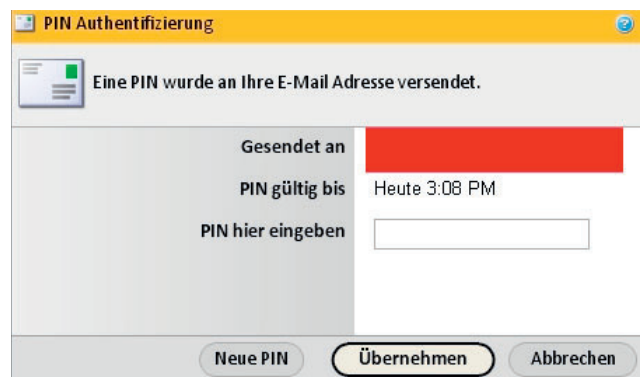 PIN Authentifizierung
Eine PIN wurde an Ihre E-Mail Adresse versendet.
Gesendet an
PIN gültig bis Heute 3:08 PM
PIN hier eingeben
Neue PIN Übernehmen Abbrechen